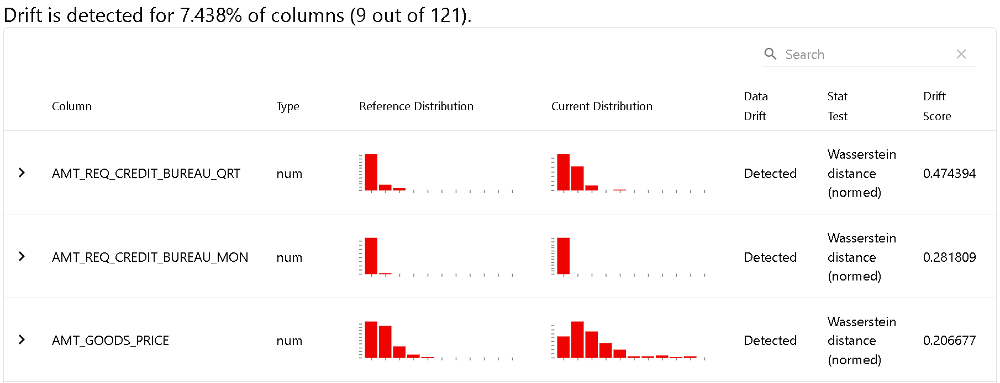 Drift is detected for 7.438% of columns (9 out of 121).
Search
Column Type Reference Distribution Current Distribution Data Drift Stat Test Drift Score
AMT_REQ_CREDIT_BUREAU_QRT num Detected Wasserstein distance (normed) 0.474394
AMT_REQ_CREDIT_BUREAU_MON num Detected Wasserstein distance (normed) 0.281809
AMT_GOODS_PRICE num Detected Wasserstein distance (normed) 0.206677